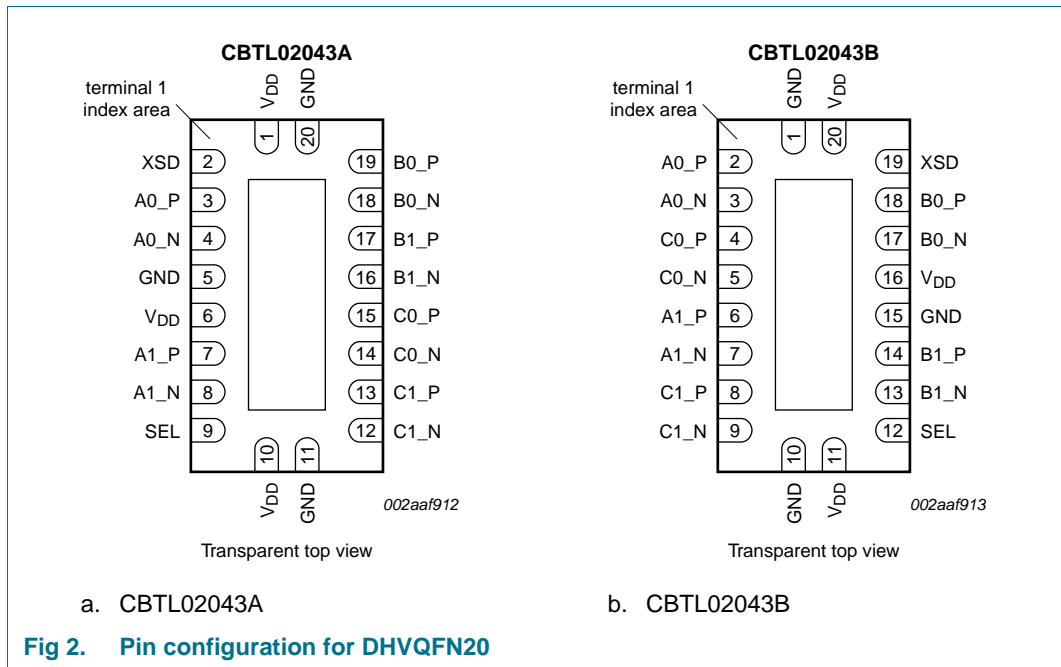 CBTL02043A
terminal 1
index area
VDD
GND
1
20
XSD 2
A0_P 3
A0_N 4
GND 5
VDD 6
A1_P 7
A1_N 8
SEL 9
19 B0_P
18 B0_N
17 B1_P
16 B1_N
15 C0_P
14 C0_N
13 C1_P
12 C1_N
10
11
VDD
GND
002aaf912
Transparent top view
a. CBTL02043A
CBTL02043B
terminal 1
index area
GND
VDD
1
20
A0_P 2
A0_N 3
C0_P 4
C0_N 5
A1_P 6
A1_N 7
C1_P 8
C1_N 9
19 XSD
18 B0_P
17 B0_N
16 VDD
15 GND
14 B1_P
13 B1_N
12 SEL
10
11
GND
VDD
002aaf913
Transparent top view
b. CBTL02043B
Fig 2. Pin configuration for DHVQFN20